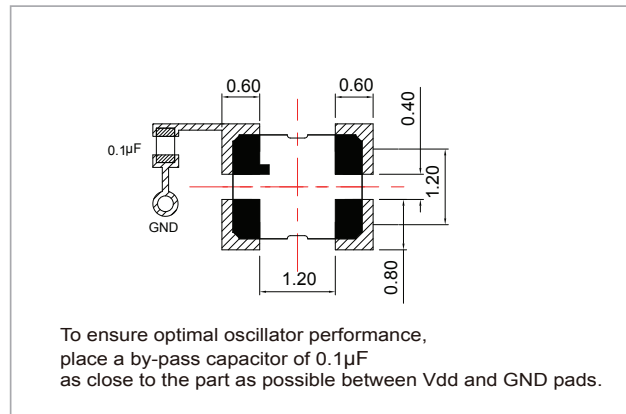 0.60
0.60
0.40
0.1µF
1.20
GND
1.20
0.80
To ensure optimal oscillator performance,
place a by-pass capacitor of 0.1µF
as close to the part as possible between Vdd and GND pads.